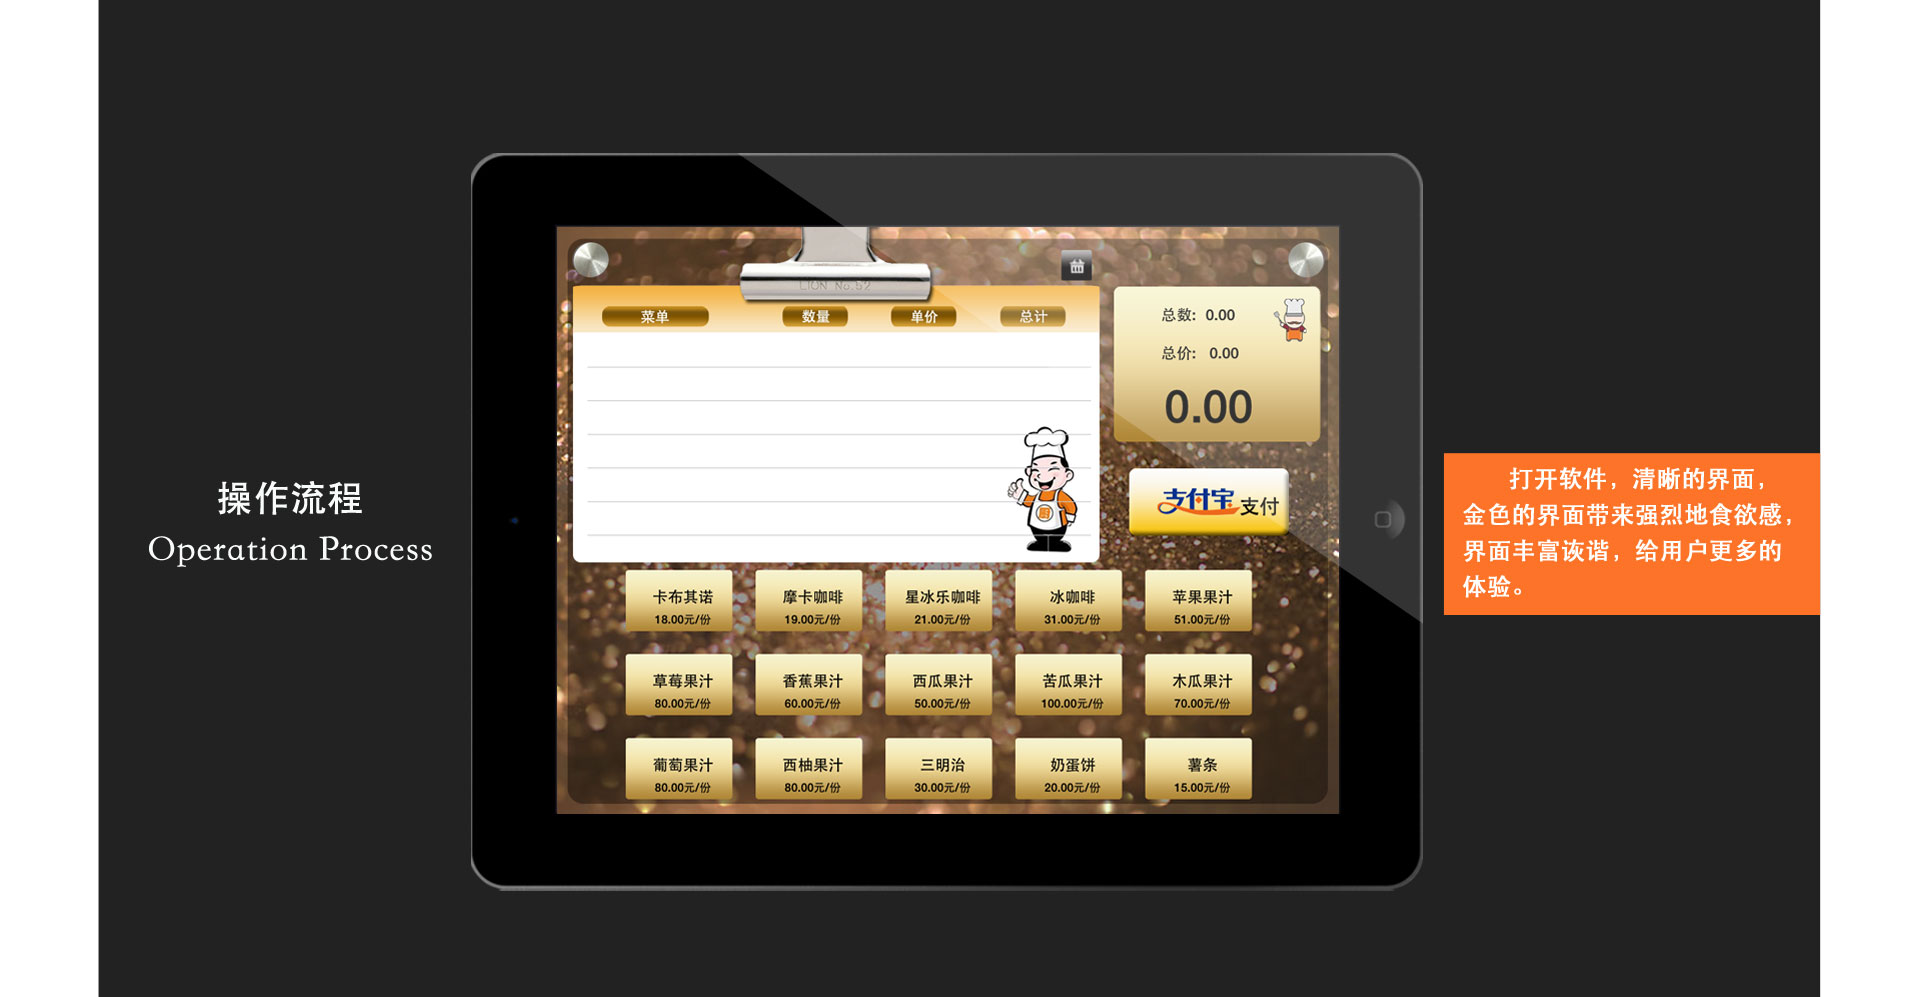 操作流程
Operation Process
LION No.52
菜单 数量 单价 总计
总数: 0.00
总价: 0.00
0.00
支付宝 支付
卡布其诺 摩卡咖啡 星冰乐咖啡 冰咖啡 苹果果汁
18.00元/份 19.00元/份 21.00元/份 31.00元/份 51.00元/份
草莓果汁 香蕉果汁 西瓜果汁 苦瓜果汁 木瓜果汁
80.00元/份 60.00元/份 50.00元/份 100.00元/份 70.00元/份
葡萄果汁 西柚果汁 三明治 奶蛋饼 薯条
80.00元/份 80.00元/份 30.00元/份 20.00元/份 15.00元/份
打开软件，清晰的界面，
金色的界面带来强烈地食欲感，
界面丰富诙谐，给用户更多的
体验。